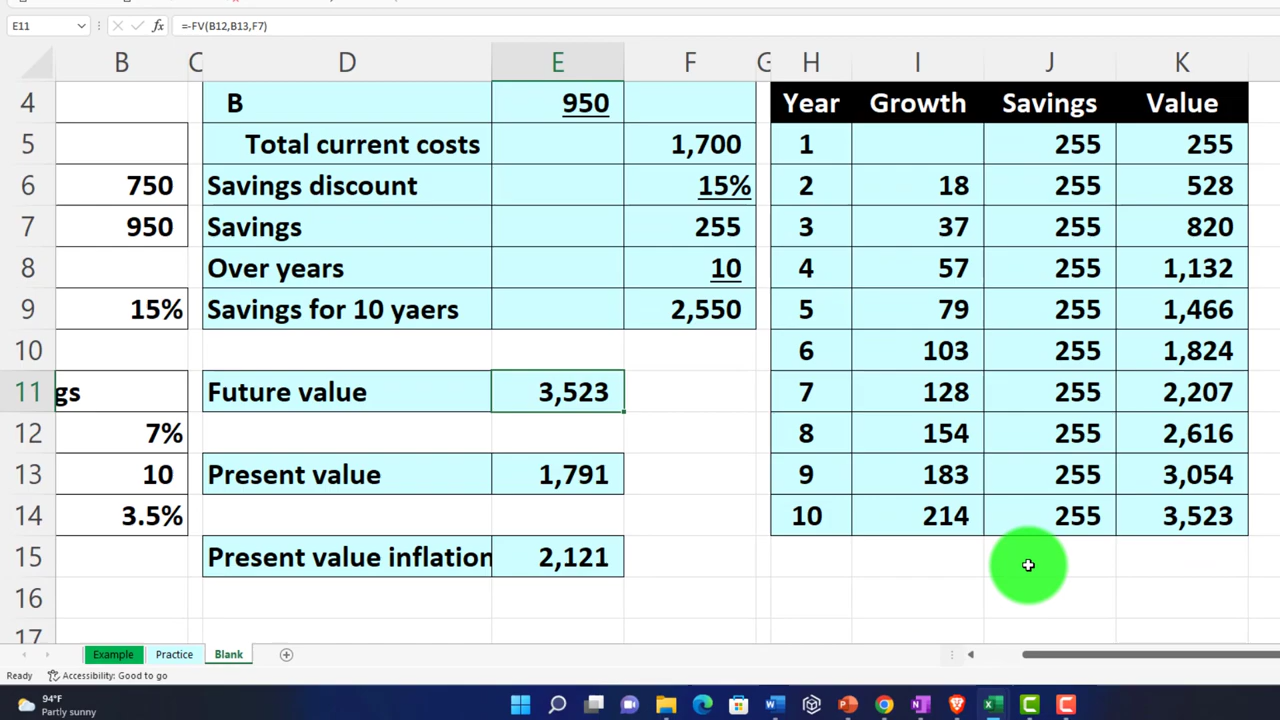 E11 fx =-FV(B12,B13,F7)
B C D E F G H I J K
4 B 950 Year Growth Savings Value
5 Total current costs 1,700 1 255 255
6 750 Savings discount 15% 2 18 255 528
7 950 Savings 255 3 37 255 820
8 Over years 10 4 57 255 1,132
9 15% Savings for 10 yaers 2,550 5 79 255 1,466
10 6 103 255 1,824
11 gs Future value 3,523 7 128 255 2,207
12 7% 8 154 255 2,616
13 10 Present value 1,791 9 183 255 3,054
14 3.5% 10 214 255 3,523
15 Present value inflation 2,121
16
17
Example Practice Blank
Ready Accessibility: Good to go
94°F
Partly sunny